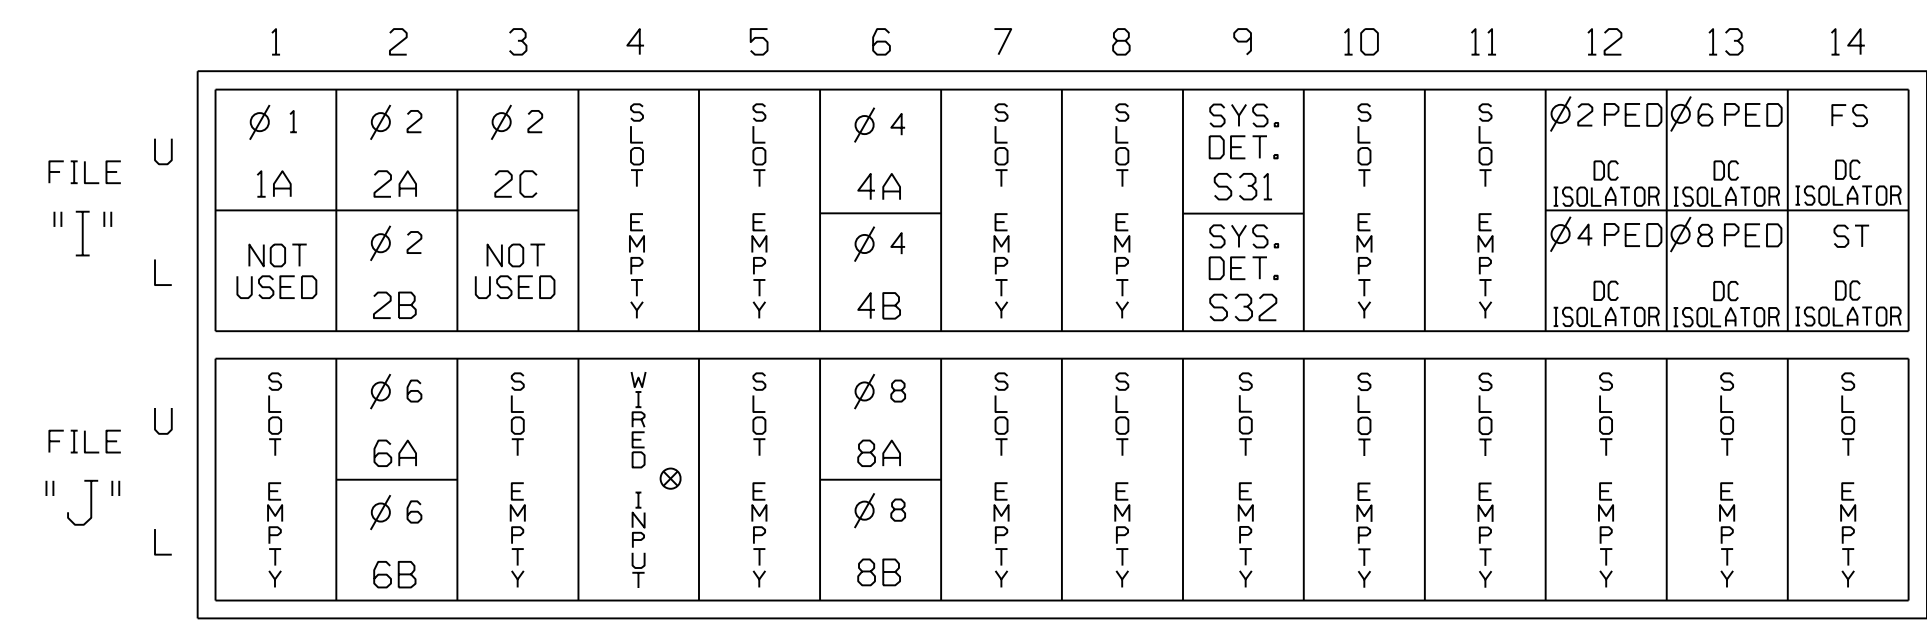 1 2 3 4 5 6 7 8 9 10 11 12 13 14
FILE
"I"
U
L
Ø 1
1A
NOT
USED
Ø 2
2A
Ø 2
2B
Ø 2
2C
NOT
USED
SLOT EMPTY
SLOT EMPTY
Ø 4
4A
Ø 4
4B
SLOT EMPTY
SLOT EMPTY
SYS.
DET.
S31
SYS.
DET.
S32
SLOT EMPTY
SLOT EMPTY
Ø2 PED
DC
ISOLATOR
Ø4 PED
DC
ISOLATOR
Ø6 PED
DC
ISOLATOR
Ø8 PED
DC
ISOLATOR
FS
DC
ISOLATOR
ST
DC
ISOLATOR
FILE
"J"
U
L
SLOT EMPTY
Ø 6
6A
Ø 6
6B
SLOT EMPTY
WIRED INPUT
⊗
SLOT EMPTY
Ø 8
8A
Ø 8
8B
SLOT EMPTY
SLOT EMPTY
SLOT EMPTY
SLOT EMPTY
SLOT EMPTY
SLOT EMPTY
SLOT EMPTY
SLOT EMPTY